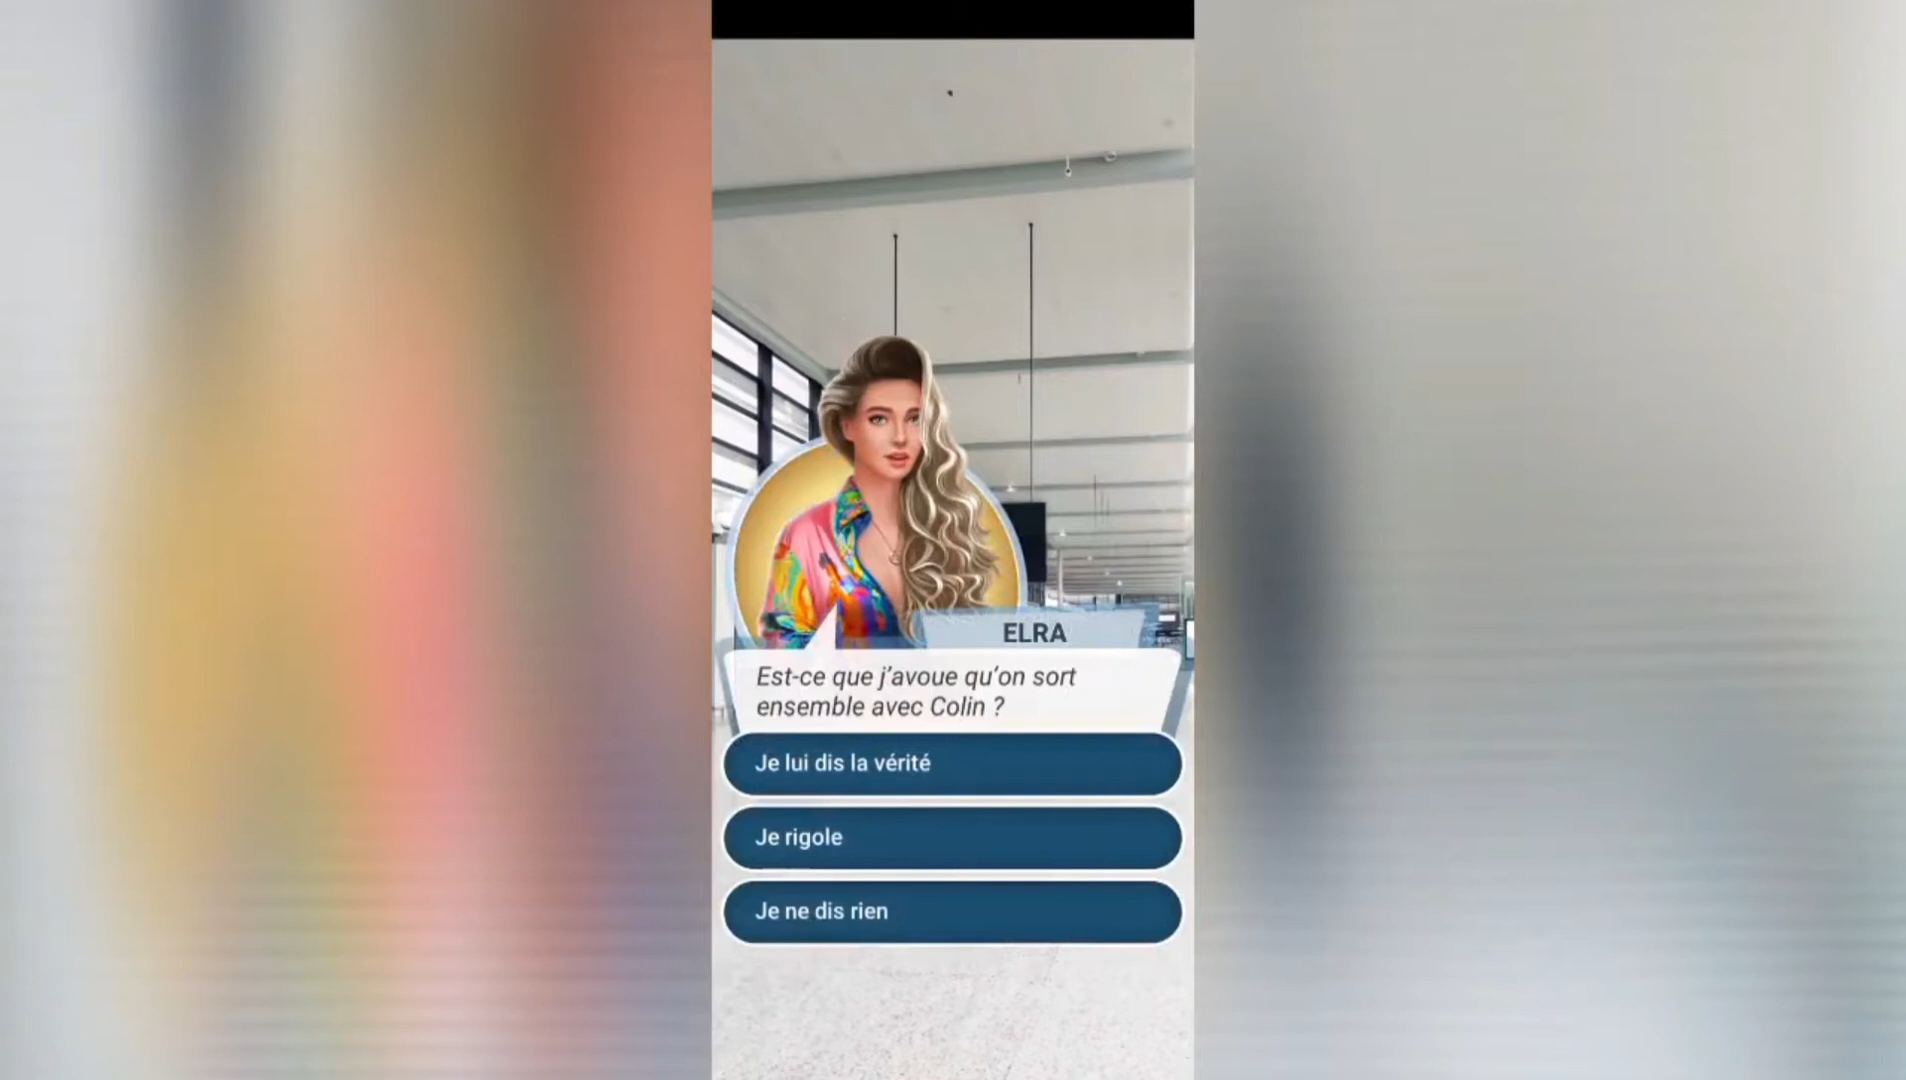 ELRA
Est-ce que j’avoue qu’on sort
ensemble avec Colin ?
Je lui dis la vérité
Je rigole
Je ne dis rien